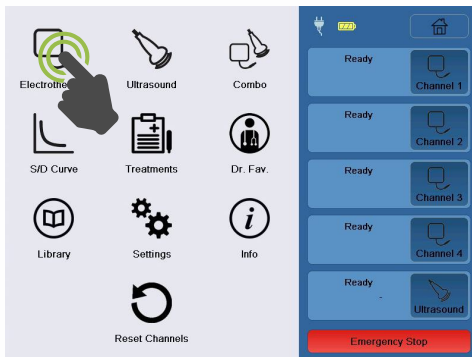 Ultrasound
Combo
S/D Curve
Treatments
Dr. Fav.
Library
Settings
Info
Reset Channels
Ready
Channel 1
Ready
Channel 2
Ready
Channel 3
Ready
Channel 4
Ready
-
Ultrasound
Emergency Stop